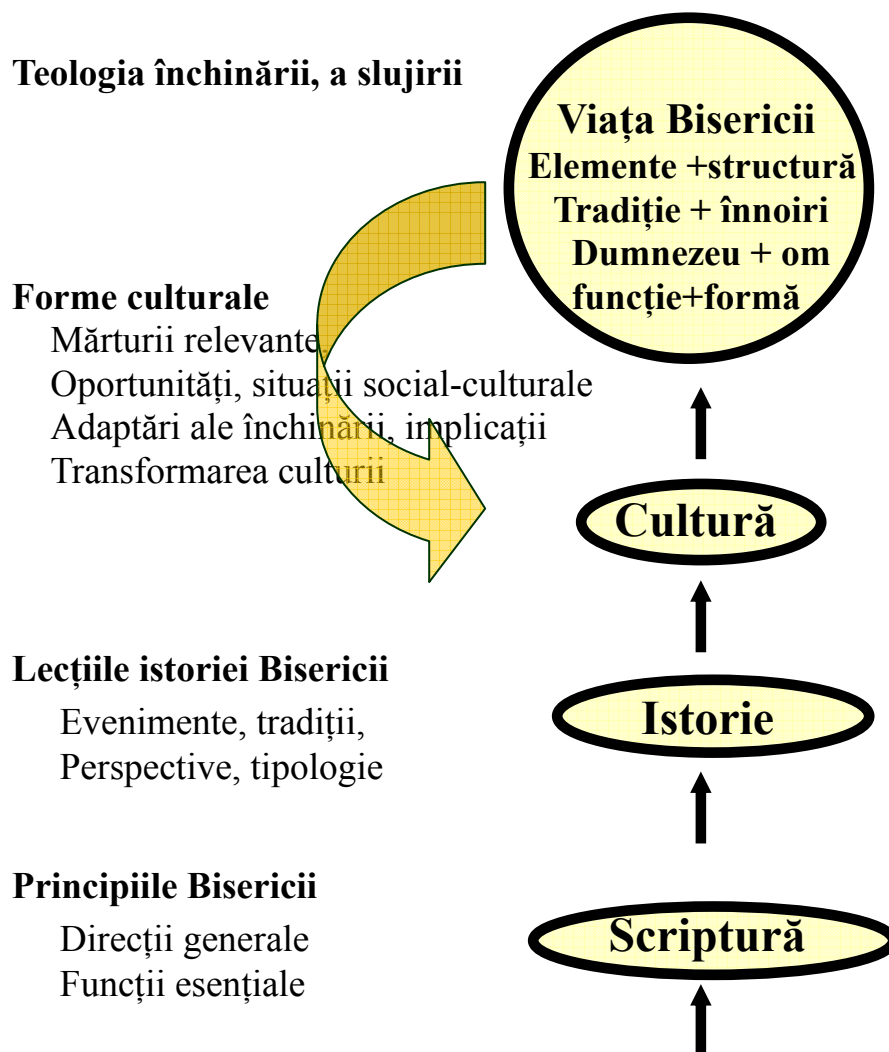 Teologia închinării, a slujirii
Viața Bisericii
Elemente +structură
Tradiție + înnoiri
Dumnezeu + om
funcție+formă
Forme culturale
Mărturii relevante,
Oportunități, situații social-culturale
Adaptări ale închinării, implicații
Transformarea culturii
Cultură
Lecțiile istoriei Bisericii
Evenimente, tradiții,
Perspective, tipologie
Istorie
Principiile Bisericii
Direcții generale
Funcții esențiale
Scriptură